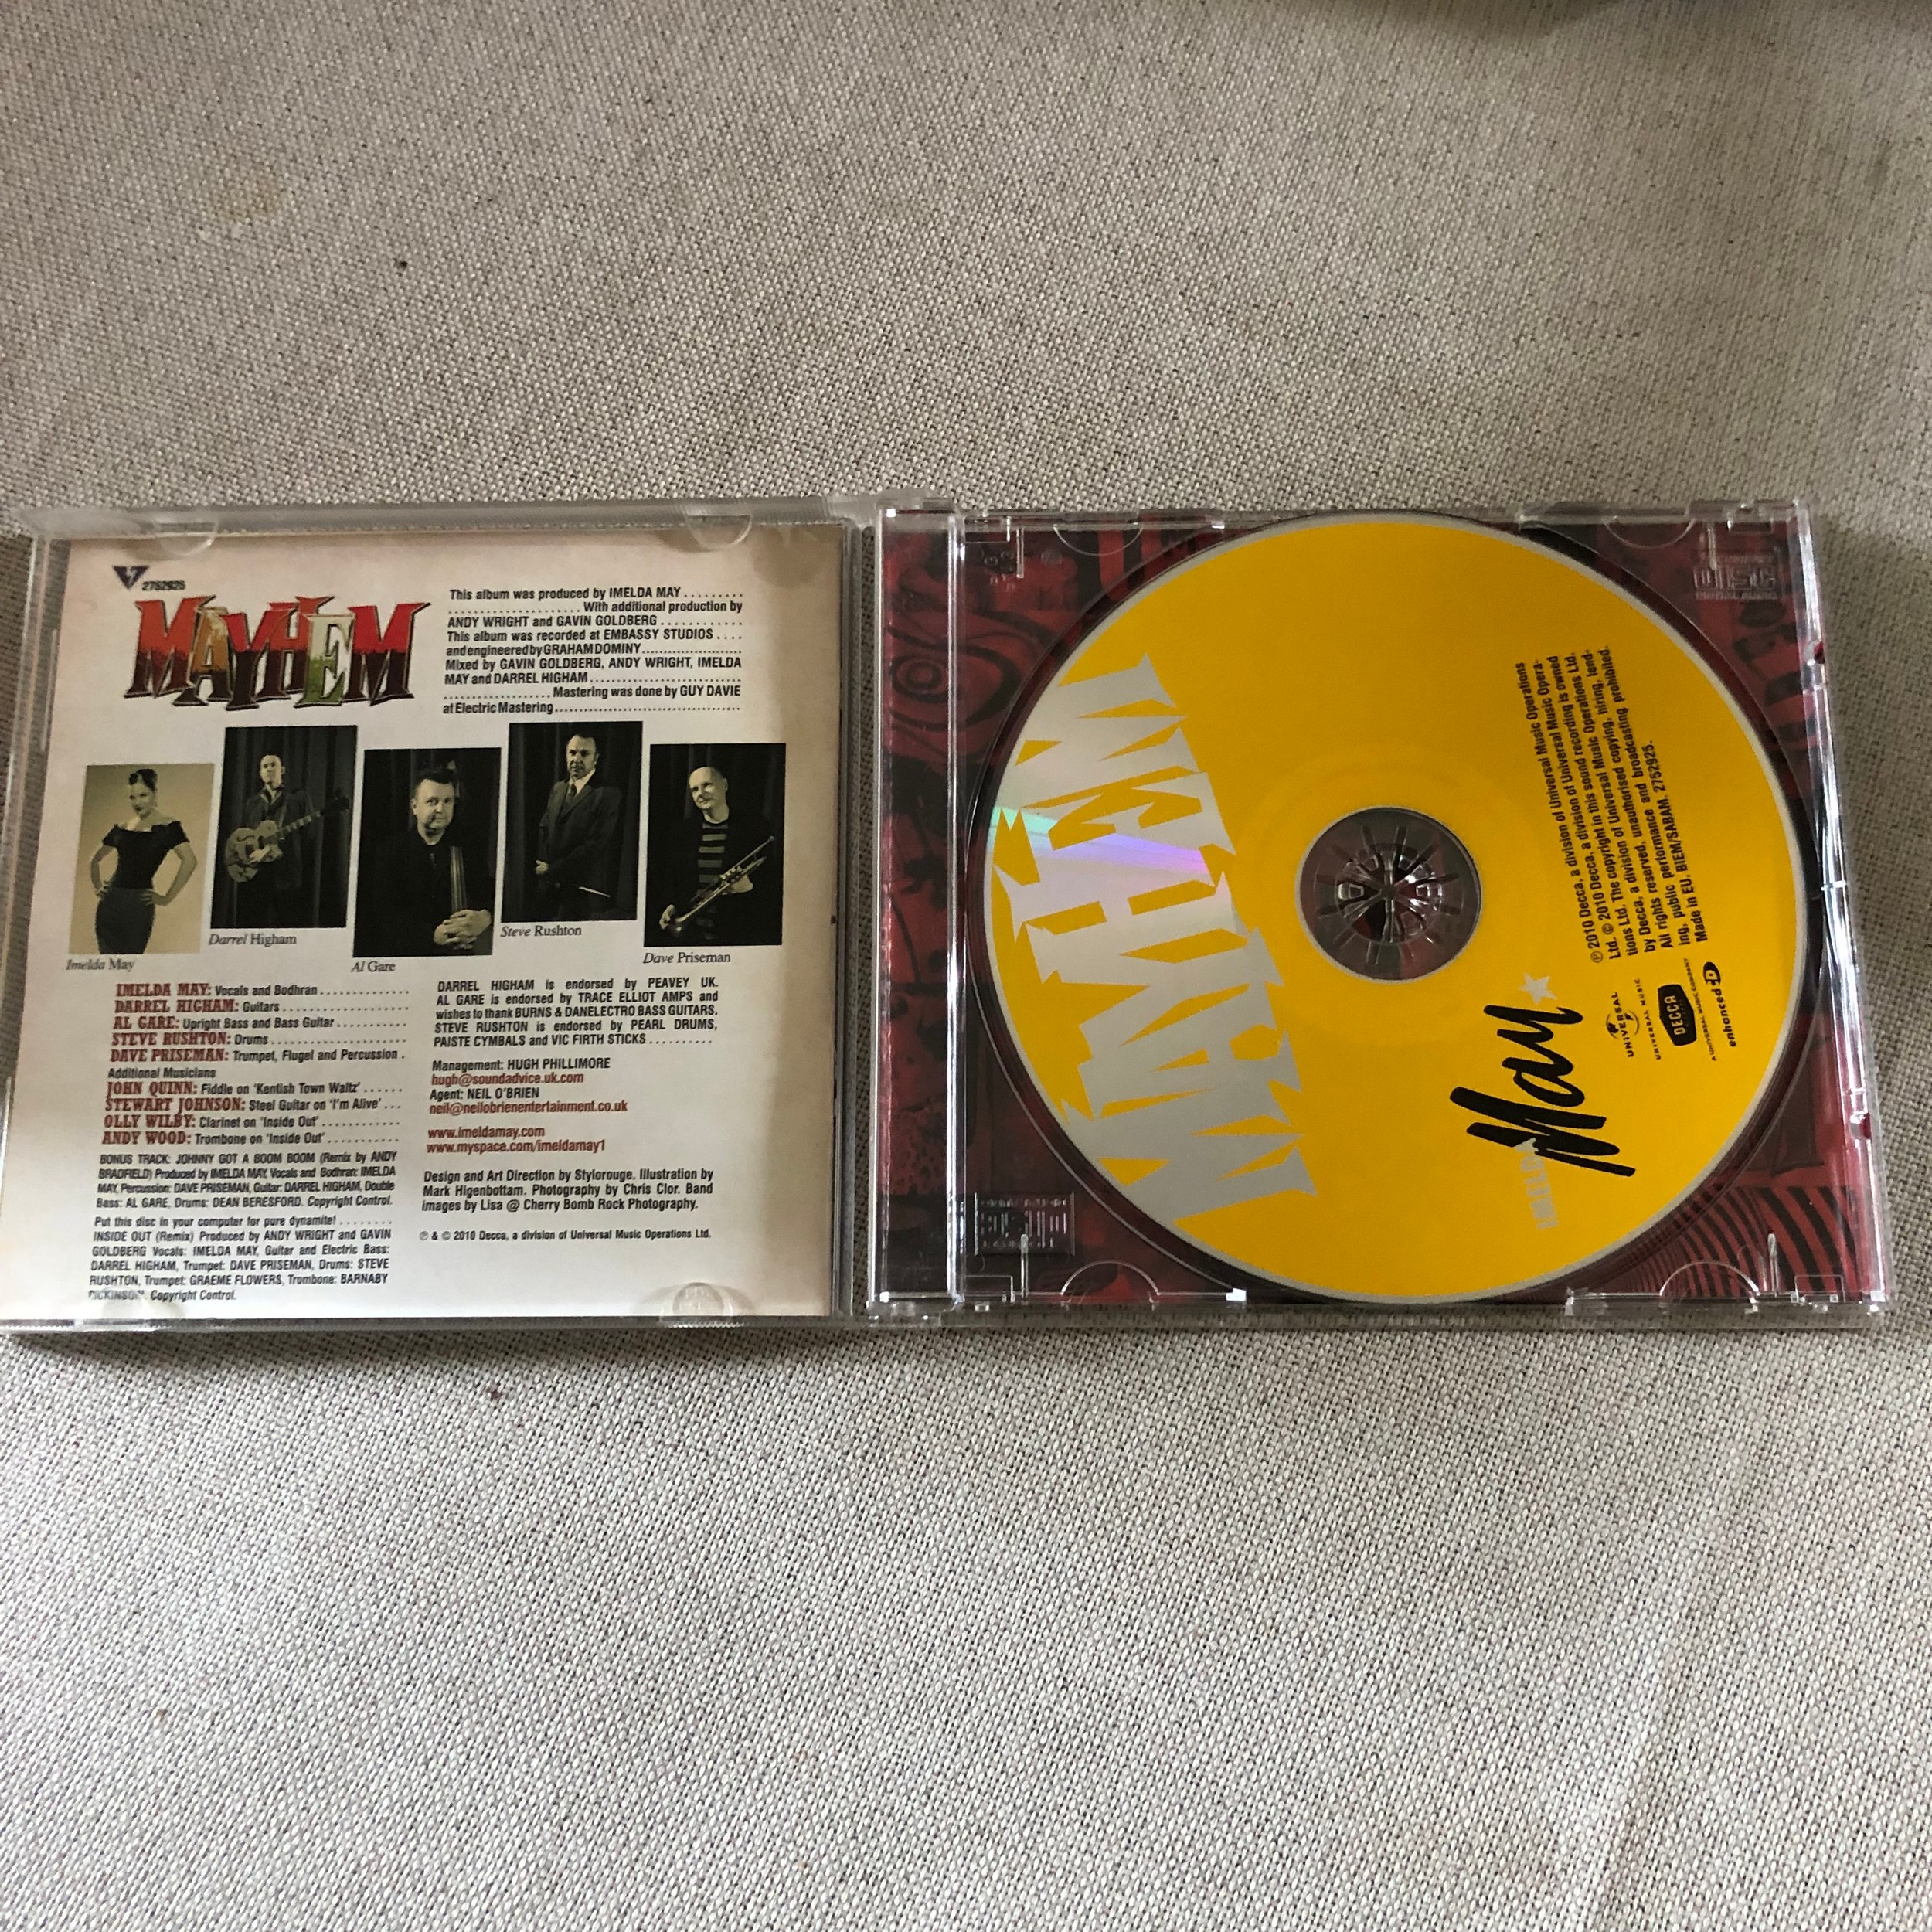 2752925
MAYHEM
This album was produced by IMELDA MAY .........
...................... With additional production by
ANDY WRIGHT and GAVIN GOLDBERG ............
This album was recorded at EMBASSY STUDIOS ....
and engineered by GRAHAM DOMINY......................
Mixed by GAVIN GOLDBERG, ANDY WRIGHT, IMELDA
MAY and DARREL HIGHAM .........................
.................. Mastering was done by GUY DAVIE
at Electric Mastering.....................................
Imelda May
Darrel Higham
Al Gare
Steve Rushton
Dave Priseman
IMELDA MAY: Vocals and Bodhran ..............
DARREL HIGHAM: Guitars ....................
AL GARE: Upright Bass and Bass Guitar ...........
STEVE RUSHTON: Drums ......................
DAVE PRISEMAN: Trumpet, Flugel and Percussion .
Additional Musicians
JOHN QUINN: Fiddle on 'Kentish Town Waltz' ......
STEWART JOHNSON: Steel Guitar on 'I'm Alive' ...
OLLY WILBY: Clarinet on 'Inside Out' ............
ANDY WOOD: Trombone on 'Inside Out' ...........
BONUS TRACK: JOHNNY GOT A BOOM BOOM (Remix by ANDY
BRADFIELD) Produced by IMELDA MAY, Vocals and Bodhran: IMELDA
MAY, Percussion: DAVE PRISEMAN, Guitar: DARREL HIGHAM, Double
Bass: AL GARE, Drums: DEAN BERESFORD. Copyright Control.
Put this disc in your computer for pure dynamite! ........
INSIDE OUT (Remix) Produced by ANDY WRIGHT and GAVIN
GOLDBERG Vocals: IMELDA MAY, Guitar and Electric Bass:
DARREL HIGHAM, Trumpet: DAVE PRISEMAN, Drums: STEVE
RUSHTON, Trumpet: GRAEME FLOWERS, Trombone: BARNABY
DICKINSON. Copyright Control.
DARREL HIGHAM is endorsed by PEAVEY UK.
AL GARE is endorsed by TRACE ELLIOT AMPS and
wishes to thank BURNS & DANELECTRO BASS GUITARS.
STEVE RUSHTON is endorsed by PEARL DRUMS,
PAISTE CYMBALS and VIC FIRTH STICKS ..........
Management: HUGH PHILLIMORE
hugh@soundadvice.uk.com
Agent: NEIL O'BRIEN
neil@neilobrienentertainment.co.uk
www.imeldamay.com
www.myspace.com/imeldamay1
Design and Art Direction by Stylorouge. Illustration by
Mark Higenbottam. Photography by Chris Clor. Band
images by Lisa @ Cherry Bomb Rock Photography.
℗ & © 2010 Decca, a division of Universal Music Operations Ltd.
MAYHEM
IMELDA
May
℗ 2010 Decca, a division of Universal Music Operations
Ltd. © 2010 Decca, a division of Universal Music Opera-
tions Ltd. The copyright in this sound recording is owned
by Decca, a division of Universal Music Operations Ltd.
All rights reserved. unauthorised copying, hiring, lend-
ing, public performance and broadcasting prohibited.
Made in EU. BIEM/SABAM. 2752925.
UNIVERSAL
UNIVERSAL MUSIC
DECCA
A UNIVERSAL MUSIC COMPANY
enhanced CD
COMPACT
DISC
DIGITAL AUDIO